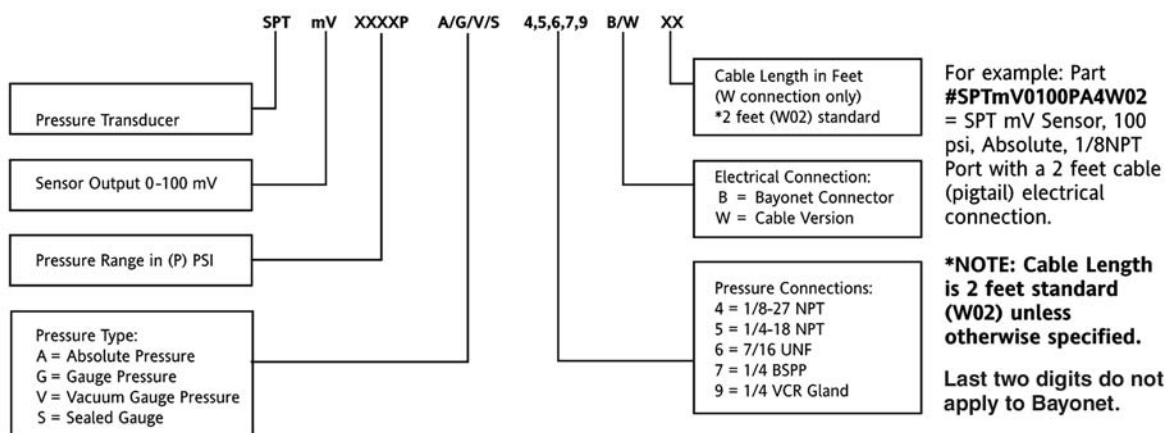 SPT mV XXXXP A/G/V/S 4,5,6,7,9 B/W XX
Pressure Transducer
Sensor Output 0-100 mV
Pressure Range in (P) PSI
Pressure Type:
A = Absolute Pressure
G = Gauge Pressure
V = Vacuum Gauge Pressure
S = Sealed Gauge
Cable Length in Feet
(W connection only)
*2 feet (W02) standard
Electrical Connection:
B = Bayonet Connector
W = Cable Version
Pressure Connections:
4 = 1/8-27 NPT
5 = 1/4-18 NPT
6 = 7/16 UNF
7 = 1/4 BSPP
9 = 1/4 VCR Gland
For example: Part
#SPTmV0100PA4W02
= SPT mV Sensor, 100
psi, Absolute, 1/8NPT
Port with a 2 feet cable
(pigtail) electrical
connection.
*NOTE: Cable Length
is 2 feet standard
(W02) unless
otherwise specified.
Last two digits do not
apply to Bayonet.